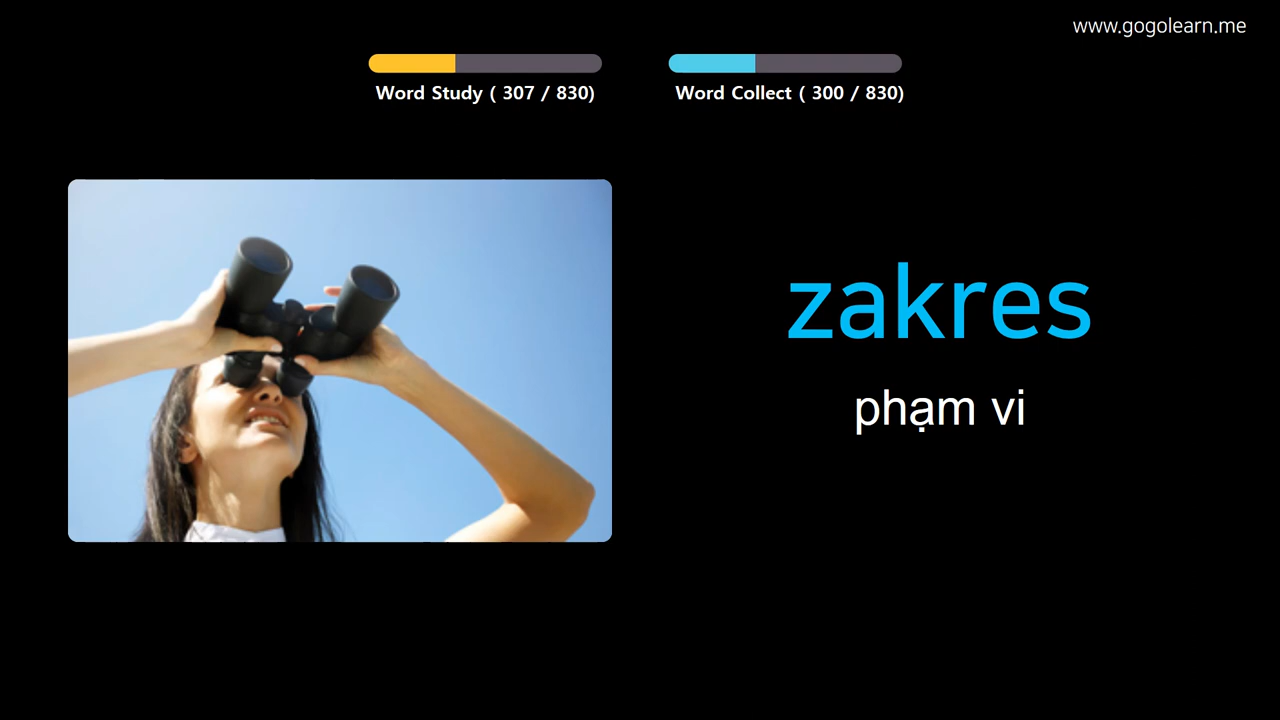 www.gogolearn.me
Word Study ( 307 / 830)
Word Collect ( 300 / 830)
zakres
phạm vi